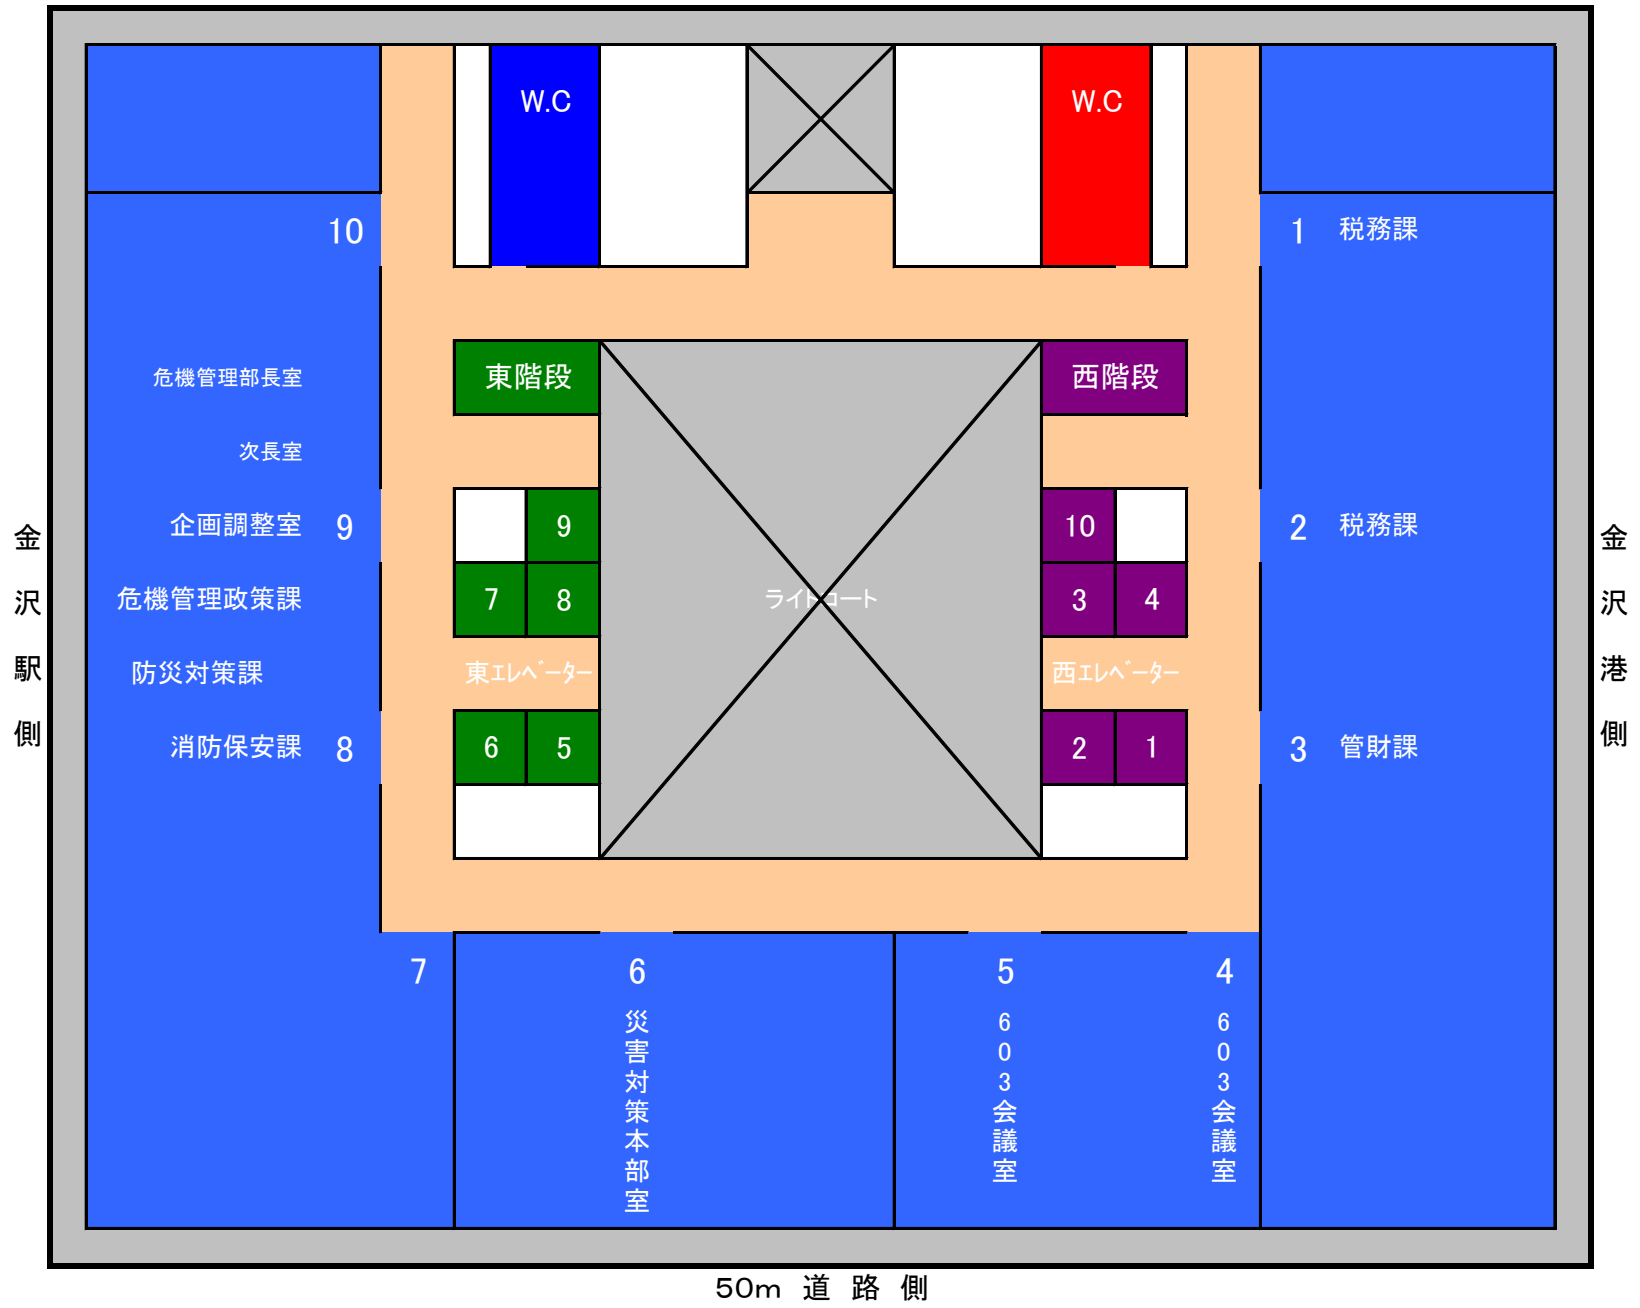 W.C
W.C
10
1 税務課
危機管理部長室
東階段
西階段
次長室
金沢駅側
企画調整室 9
9
10
2 税務課
金沢港側
危機管理政策課
7
8
ライトコート
3
4
防災対策課
東エレベーター
西エレベーター
消防保安課 8
6
5
2
1
3 管財課
7
6
5
4
災害対策本部室
603会議室
603会議室
50m 道 路 側